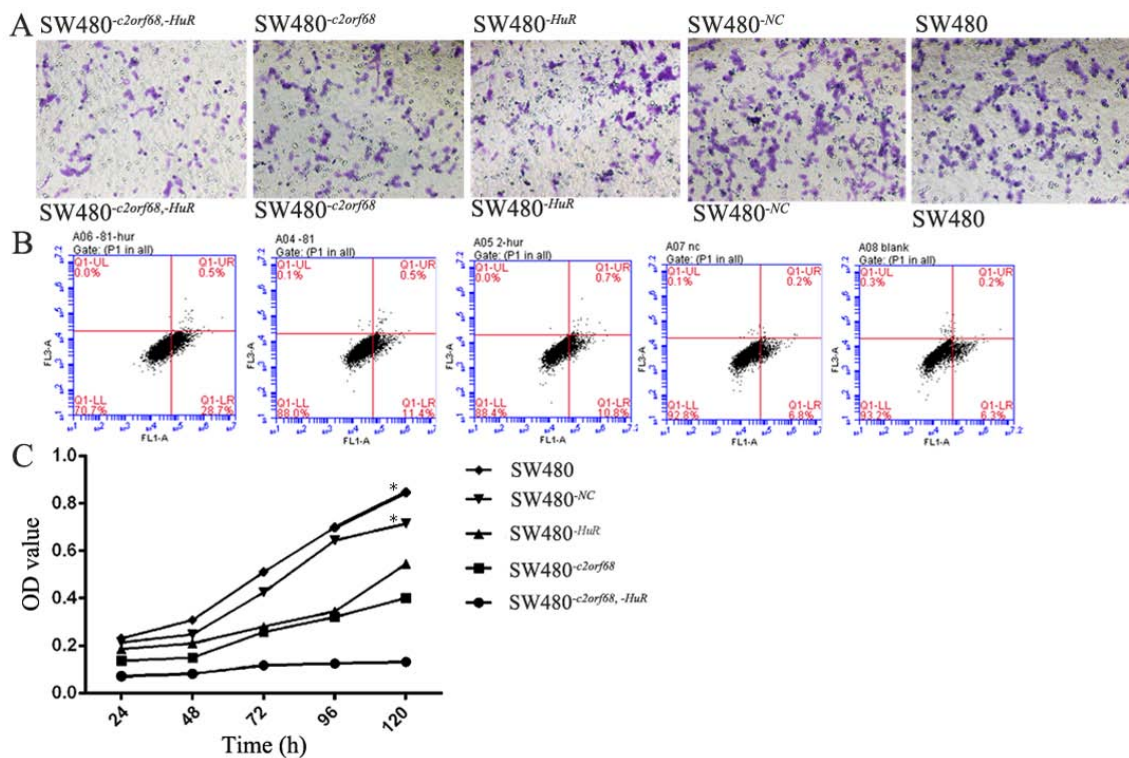 A SW480-c2orf68,-HuR SW480-c2orf68 SW480-HuR SW480-NC SW480
SW480-c2orf68,-HuR SW480-c2orf68 SW480-HuR SW480-NC SW480
B
A06 -81-hur
Gate: (P1 in all)
Q1-UL
0.0%
Q1-UR
0.5%
Q1-LL
70.7%
Q1-LR
28.7%
FL3-A
FL1-A
A04 -81
Gate: (P1 in all)
Q1-UL
0.1%
Q1-UR
0.5%
Q1-LL
88.0%
Q1-LR
11.4%
FL3-A
FL1-A
A05 2-hur
Gate: (P1 in all)
Q1-UL
0.0%
Q1-UR
0.7%
Q1-LL
88.4%
Q1-LR
10.8%
FL3-A
FL1-A
A07 nc
Gate: (P1 in all)
Q1-UL
0.1%
Q1-UR
0.2%
Q1-LL
92.8%
Q1-LR
6.8%
FL3-A
FL1-A
A08 blank
Gate: (P1 in all)
Q1-UL
0.3%
Q1-UR
0.2%
Q1-LL
93.2%
Q1-LR
6.3%
FL3-A
FL1-A
C
OD value
1.0
0.8
0.6
0.4
0.2
0.0
24 48 72 96 120
Time (h)
*
*
SW480
SW480-NC
SW480-HuR
SW480-c2orf68
SW480-c2orf68, -HuR